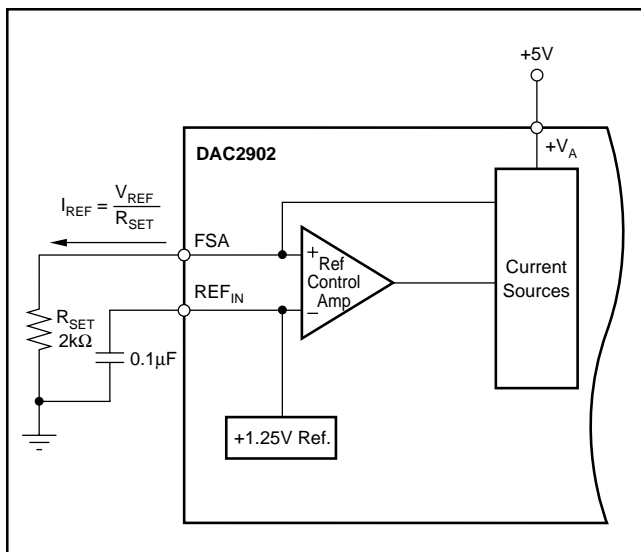 +5V
+V_A
DAC2902
I_REF = V_REF / R_SET
FSA
REF_IN
+
Ref
Control
Amp
–
Current
Sources
R_SET
2kΩ
0.1µF
+1.25V Ref.